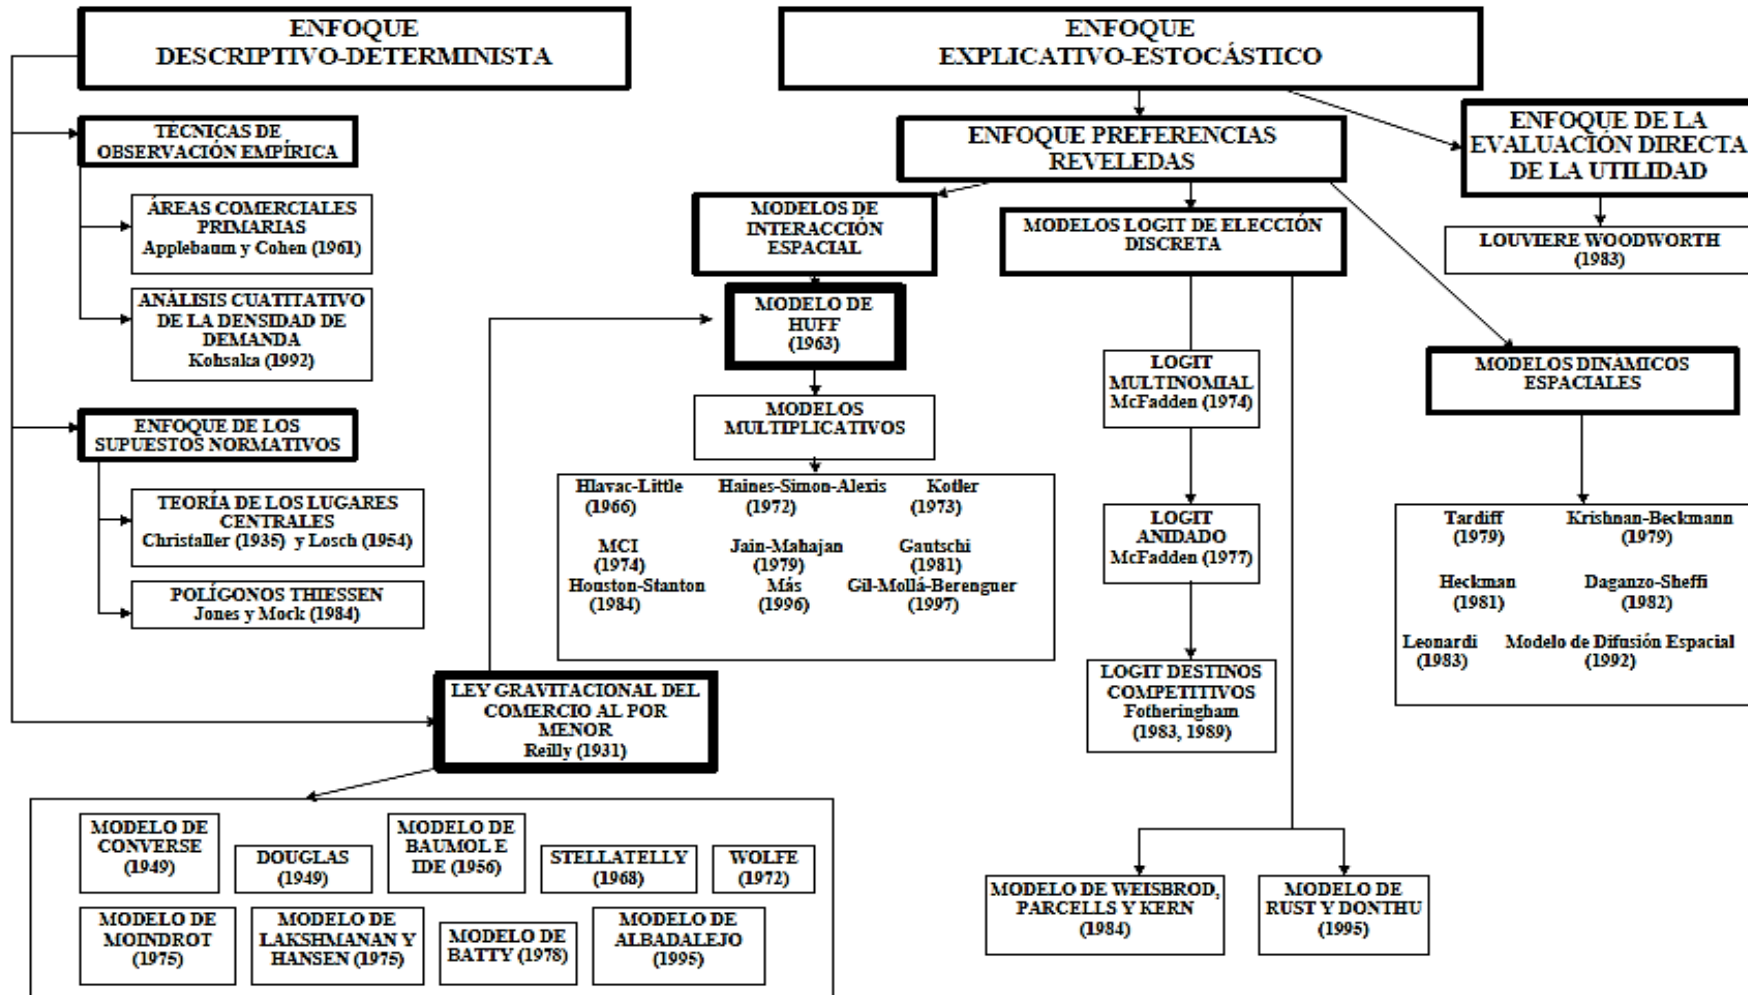 ENFOQUE
DESCRIPTIVO-DETERMINISTA
TÉCNICAS DE
OBSERVACIÓN EMPÍRICA
ÁREAS COMERCIALES
PRIMARIAS
Applebaum y Cohen (1961)
ANÁLISIS CUATITATIVO
DE LA DENSIDAD DE
DEMANDA
Kohsaka (1992)
ENFOQUE DE LOS
SUPUESTOS NORMATIVOS
TEORÍA DE LOS LUGARES
CENTRALES
Christaller (1935) y Losch (1954)
POLÍGONOS THIESSEN
Jones y Mock (1984)
LEY GRAVITACIONAL DEL
COMERCIO AL POR
MENOR
Reilly (1931)
MODELO DE
CONVERSE
(1949)
DOUGLAS
(1949)
MODELO DE
BAUMOL E
IDE (1956)
STELLATELLY
(1968)
WOLFE
(1972)
MODELO DE
MOINDROT
(1975)
MODELO DE
LAKSHMANAN Y
HANSEN (1975)
MODELO DE
BATTY (1978)
MODELO DE
ALBADALEJO
(1995)
ENFOQUE
EXPLICATIVO-ESTOCÁSTICO
ENFOQUE PREFERENCIAS
REVELEDAS
MODELOS DE
INTERACCIÓN
ESPACIAL
MODELO DE
HUFF
(1963)
MODELOS
MULTIPLICATIVOS
Hlavac-Little Haines-Simon-Alexis Kotler
(1966) (1972) (1973)
MCI Jain-Mahajan Gautschi
(1974) (1979) (1981)
Houston-Stanton Más Gil-Mollá-Berenguer
(1984) (1996) (1997)
MODELOS LOGIT DE ELECCIÓN
DISCRETA
LOGIT
MULTINOMIAL
McFadden (1974)
LOGIT
ANIDADO
McFadden (1977)
LOGIT DESTINOS
COMPETITIVOS
Fotheringham
(1983, 1989)
MODELO DE WEISBROD,
PARCELLS Y KERN
(1984)
MODELO DE
RUST Y DONTHU
(1995)
ENFOQUE DE LA
EVALUACIÓN DIRECTA
DE LA UTILIDAD
LOUVIERE WOODWORTH
(1983)
MODELOS DINÁMICOS
ESPACIALES
Tardiff Krishnan-Beckmann
(1979) (1979)
Heckman Daganzo-Sheffi
(1981) (1982)
Leonardi Modelo de Difusión Espacial
(1983) (1992)